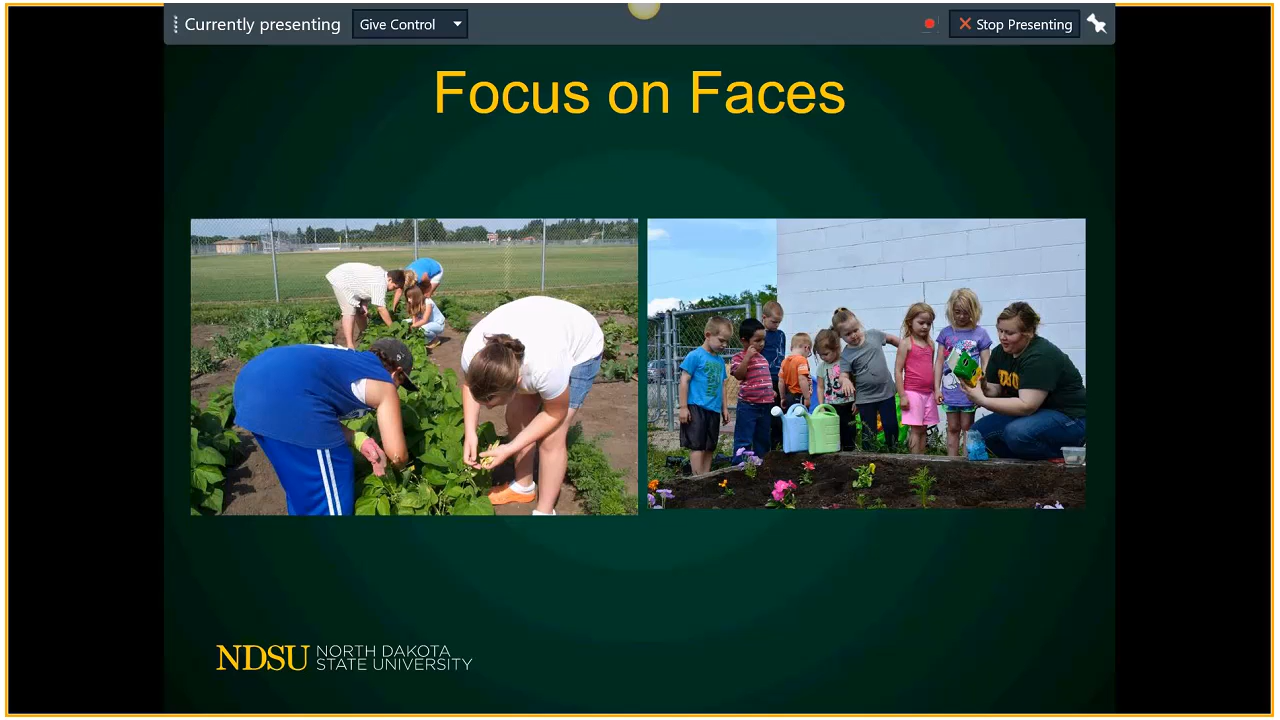 Currently presenting
Give Control
Stop Presenting
Focus on Faces
NDSU NORTH DAKOTA
STATE UNIVERSITY